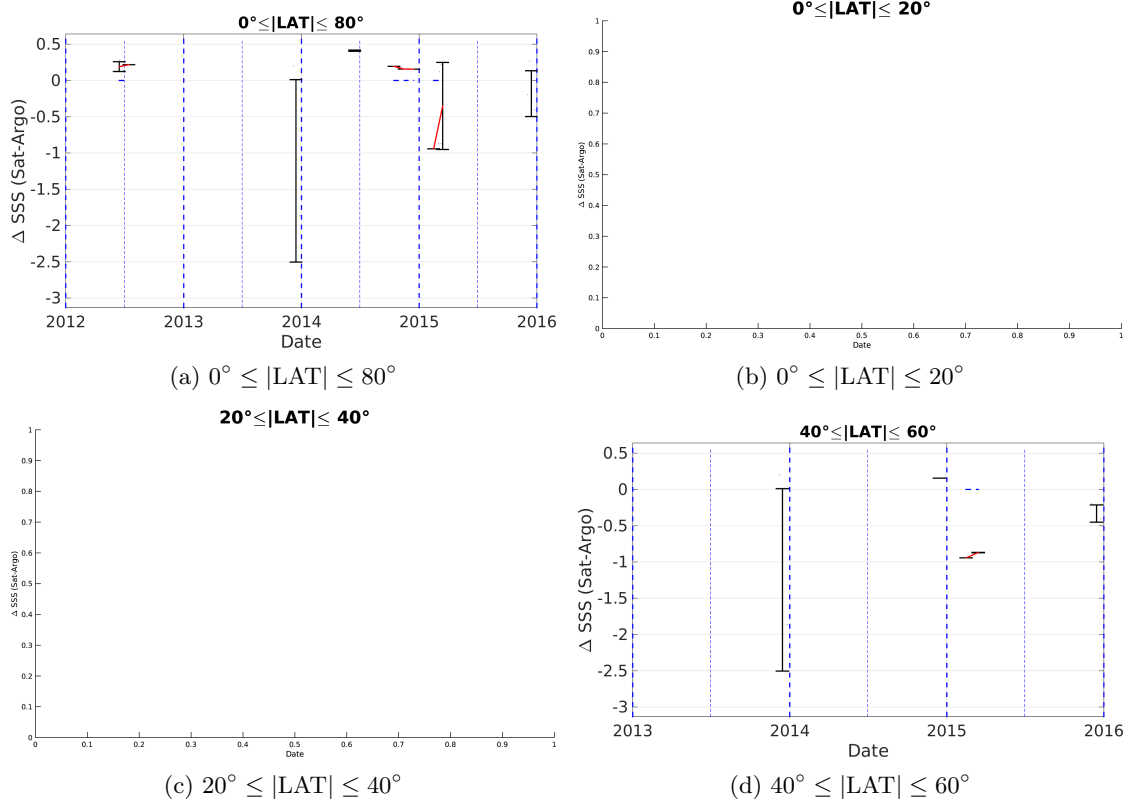 0°≤|LAT|≤ 80°
0.5
0
-0.5
-1
-1.5
-2
-2.5
-3
Δ SSS (Sat-Argo)
2012 2013 2014 2015 2016
Date
(a) 0° ≤ |LAT| ≤ 80°
0°≤|LAT|≤ 20°
1
0.9
0.8
0.7
0.6
0.5
0.4
0.3
0.2
0.1
0
Δ SSS (Sat-Argo)
0 0.1 0.2 0.3 0.4 0.5 0.6 0.7 0.8 0.9 1
Date
(b) 0° ≤ |LAT| ≤ 20°
20°≤|LAT|≤ 40°
1
0.9
0.8
0.7
0.6
0.5
0.4
0.3
0.2
0.1
0
Δ SSS (Sat-Argo)
0 0.1 0.2 0.3 0.4 0.5 0.6 0.7 0.8 0.9 1
Date
(c) 20° ≤ |LAT| ≤ 40°
40°≤|LAT|≤ 60°
0.5
0
-0.5
-1
-1.5
-2
-2.5
-3
Δ SSS (Sat-Argo)
2013 2014 2015 2016
Date
(d) 40° ≤ |LAT| ≤ 60°